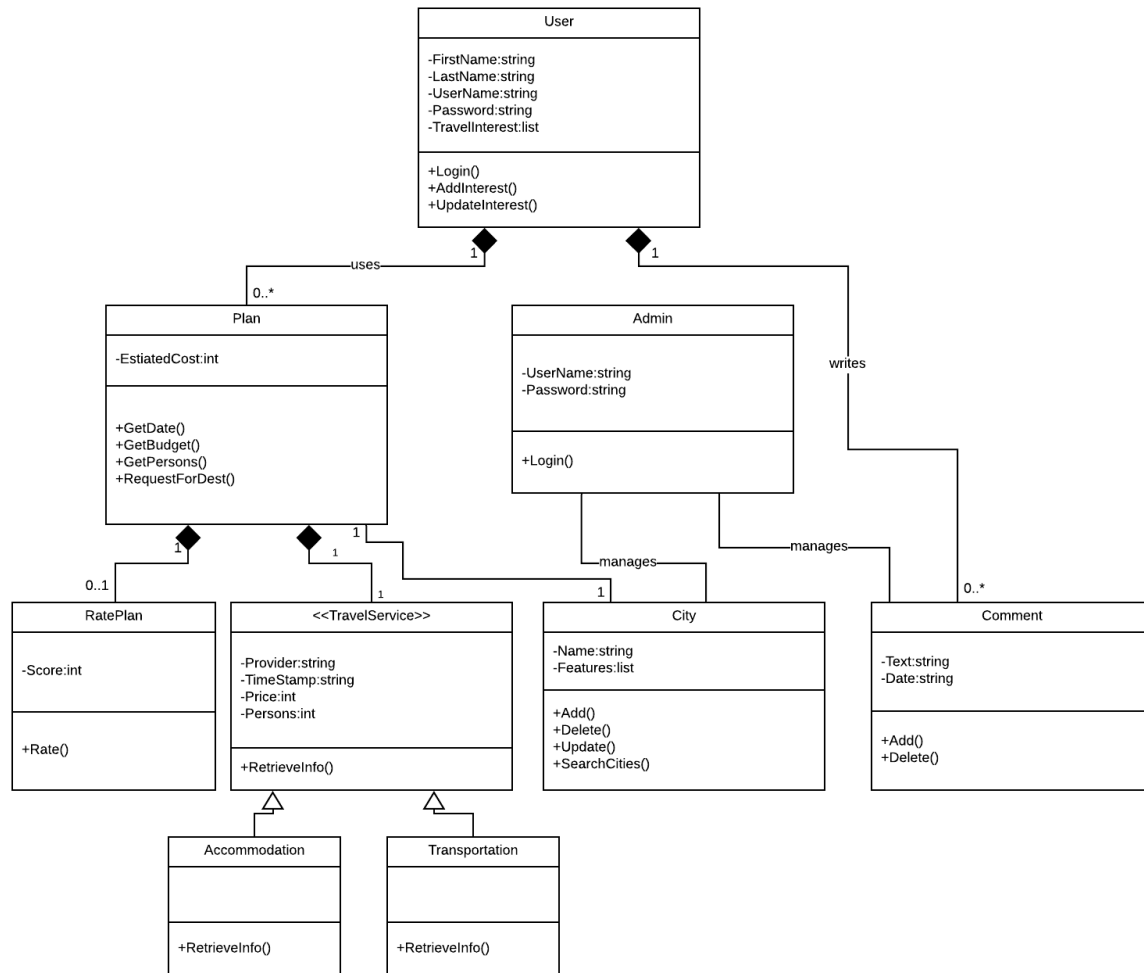 User
-FirstName:string
-LastName:string
-UserName:string
-Password:string
-TravelInterest:list
+Login()
+AddInterest()
+UpdateInterest()
1
1
uses
0..*
Plan
-EstiatedCost:int
+GetDate()
+GetBudget()
+GetPersons()
+RequestForDest()
Admin
-UserName:string
-Password:string
+Login()
writes
1
1
1
manages
manages
0..1
1
1
0..*
RatePlan
-Score:int
+Rate()
<<TravelService>>
-Provider:string
-TimeStamp:string
-Price:int
-Persons:int
+RetrieveInfo()
City
-Name:string
-Features:list
+Add()
+Delete()
+Update()
+SearchCities()
Comment
-Text:string
-Date:string
+Add()
+Delete()
Accommodation
+RetrieveInfo()
Transportation
+RetrieveInfo()